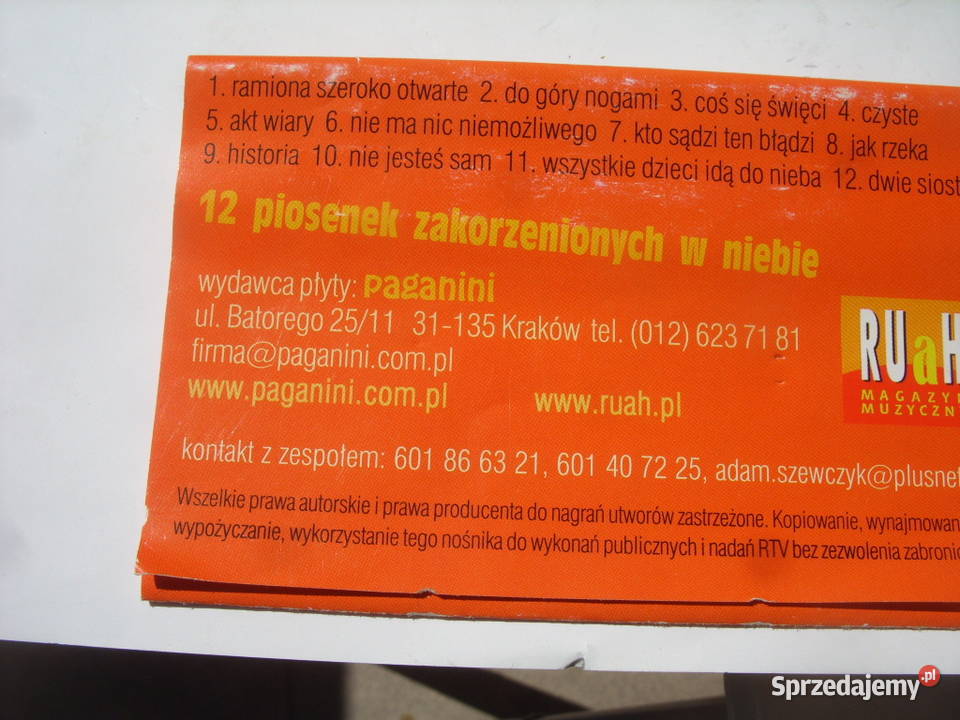 1. ramiona szeroko otwarte 2. do góry nogami 3. coś się święci 4. czyste
5. akt wiary 6. nie ma nic niemożliwego 7. kto sądzi ten błądzi 8. jak rzeka
9. historia 10. nie jesteś sam 11. wszystkie dzieci idą do nieba 12. dwie siost
12 piosenek zakorzenionych w niebie
wydawca płyty: paganini
ul. Batorego 25/11 31-135 Kraków tel. (012) 623 71 81
firma@paganini.com.pl
www.paganini.com.pl www.ruah.pl
RUaH
MAGAZYN
MUZYCZN
kontakt z zespołem: 601 86 63 21, 601 40 72 25, adam.szewczyk@plusnet
Wszelkie prawa autorskie i prawa producenta do nagrań utworów zastrzeżone. Kopiowanie, wynajmowan
wypożyczanie, wykorzystanie tego nośnika do wykonań publicznych i nadań RTV bez zezwolenia zabronio
Sprzedajemy.pl